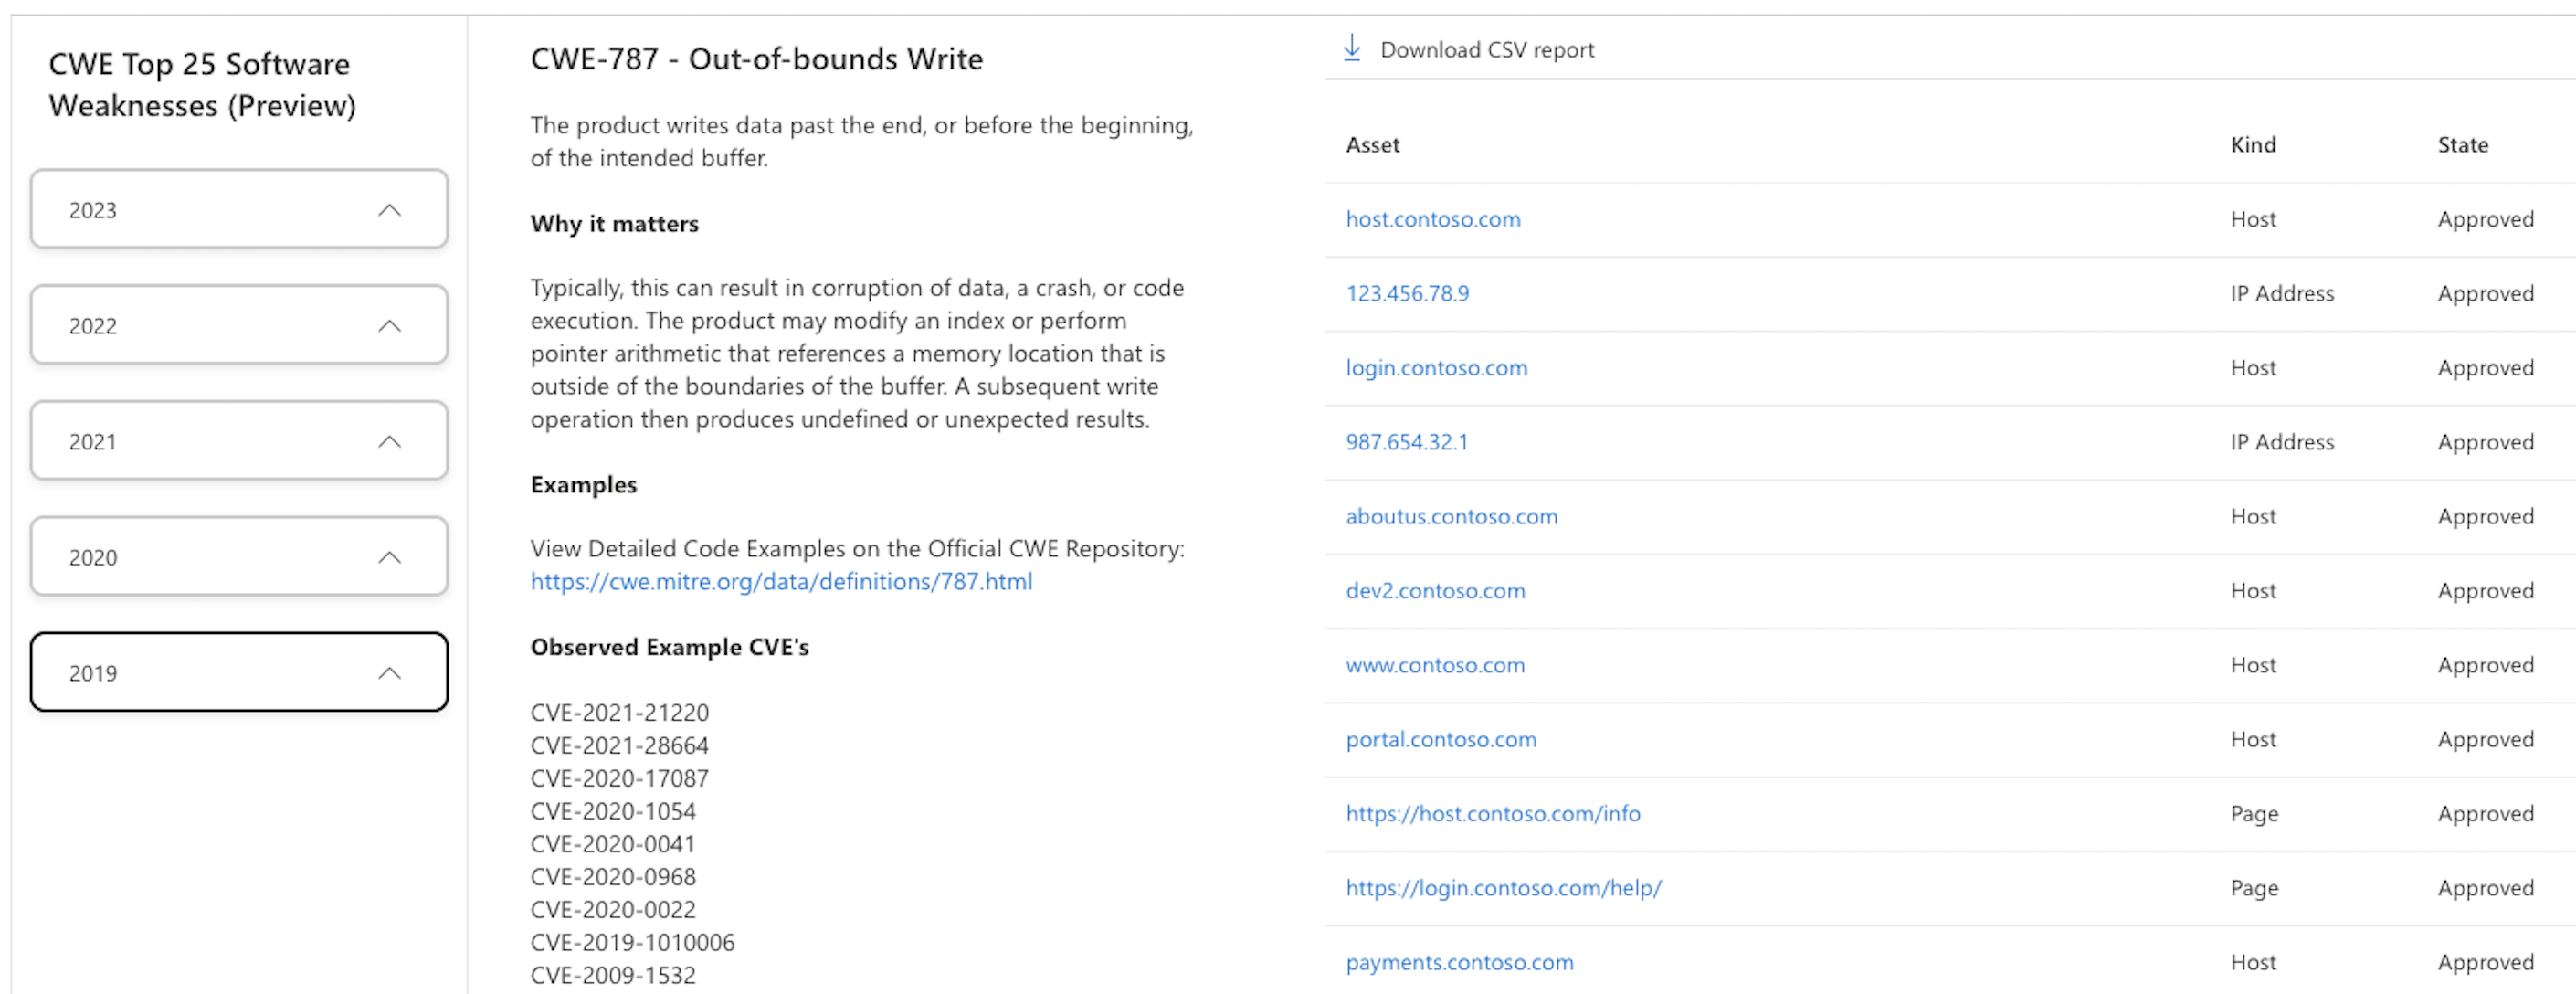 CWE Top 25 Software
Weaknesses (Preview)
2023
2022
2021
2020
2019
CWE-787 - Out-of-bounds Write
The product writes data past the end, or before the beginning,
of the intended buffer.
Why it matters
Typically, this can result in corruption of data, a crash, or code
execution. The product may modify an index or perform
pointer arithmetic that references a memory location that is
outside of the boundaries of the buffer. A subsequent write
operation then produces undefined or unexpected results.
Examples
View Detailed Code Examples on the Official CWE Repository:
https://cwe.mitre.org/data/definitions/787.html
Observed Example CVE's
CVE-2021-21220
CVE-2021-28664
CVE-2020-17087
CVE-2020-1054
CVE-2020-0041
CVE-2020-0968
CVE-2020-0022
CVE-2019-1010006
CVE-2009-1532
Download CSV report
Asset Kind State
host.contoso.com Host Approved
123.456.78.9 IP Address Approved
login.contoso.com Host Approved
987.654.32.1 IP Address Approved
aboutus.contoso.com Host Approved
dev2.contoso.com Host Approved
www.contoso.com Host Approved
portal.contoso.com Host Approved
https://host.contoso.com/info Page Approved
https://login.contoso.com/help/ Page Approved
payments.contoso.com Host Approved